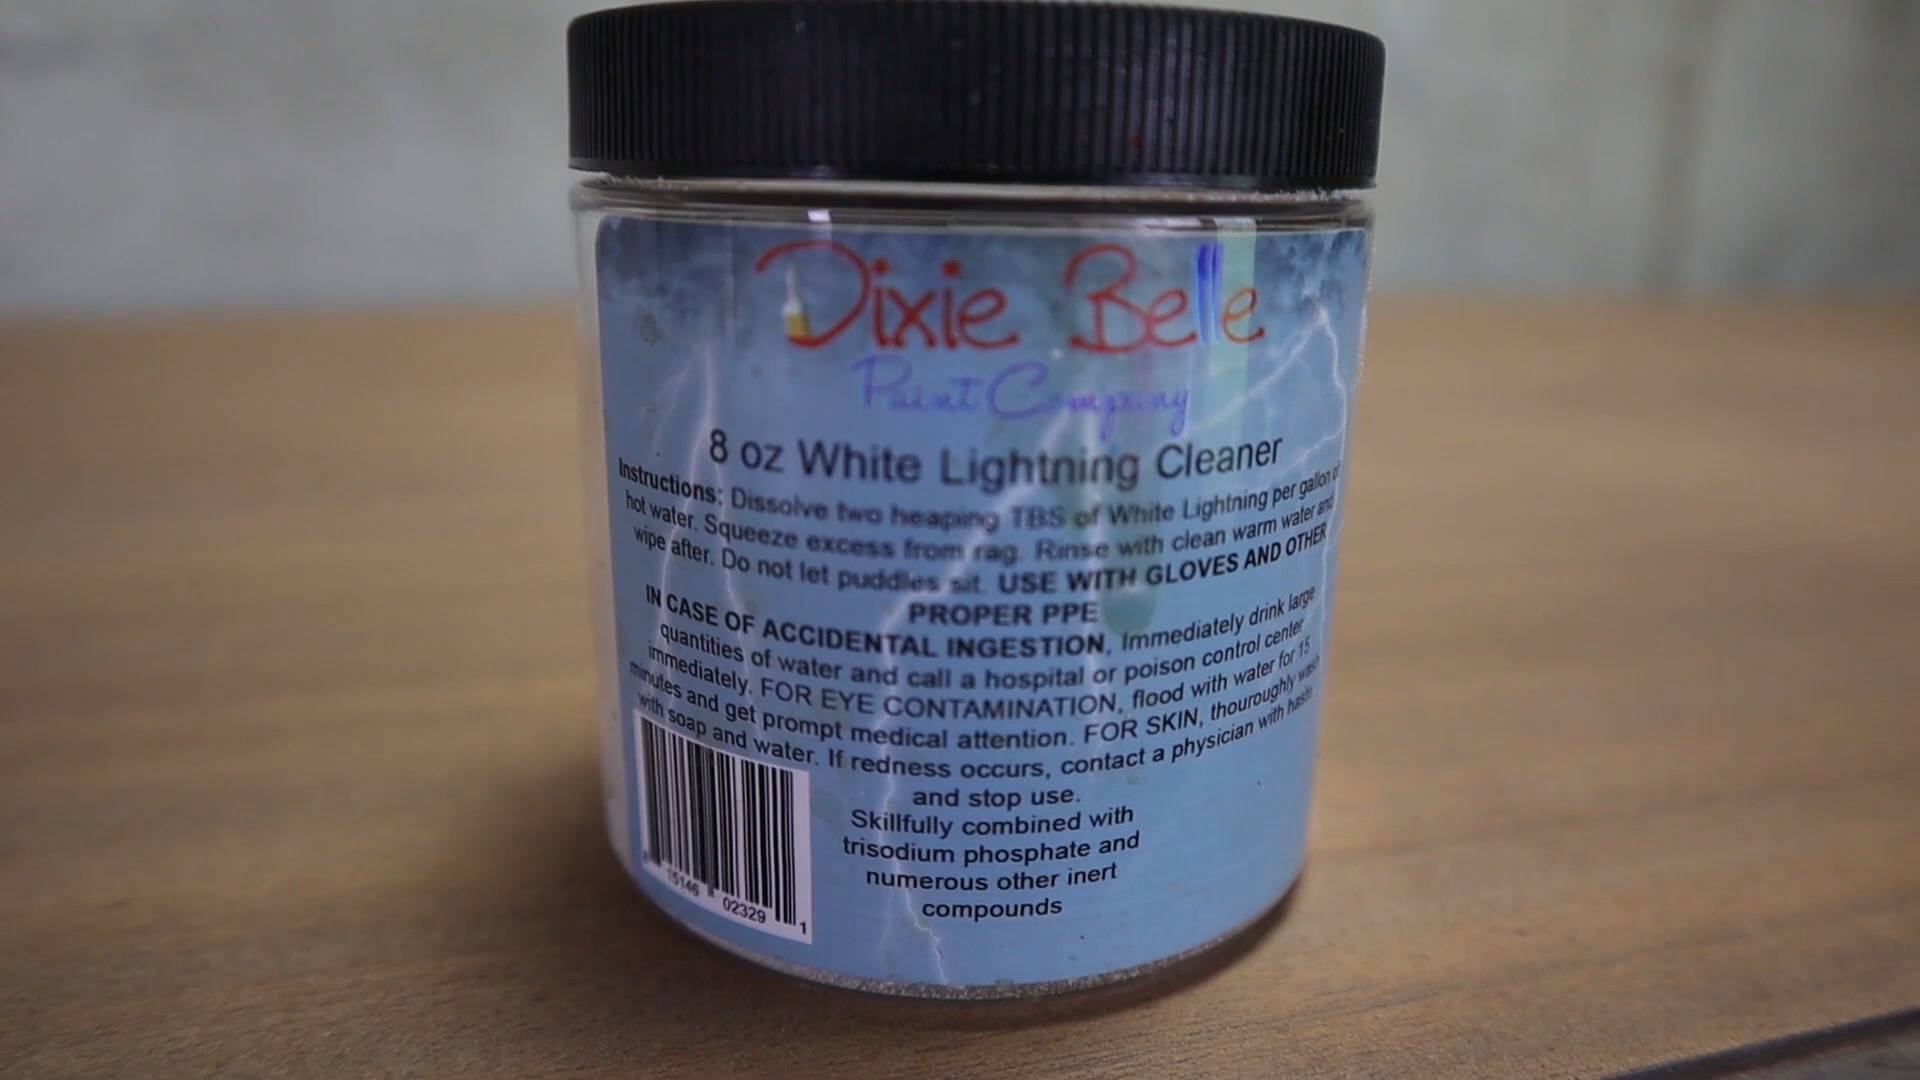 Dixie Belle
Paint Company
8 oz White Lightning Cleaner
Instructions: Dissolve two heaping TBS of White Lightning per gallon of
hot water. Squeeze excess from rag. Rinse with clean warm water and
wipe after. Do not let puddles sit. USE WITH GLOVES AND OTHER
PROPER PPE
IN CASE OF ACCIDENTAL INGESTION, Immediately drink large
quantities of water and call a hospital or poison control center
immediately. FOR EYE CONTAMINATION, flood with water for 15
minutes and get prompt medical attention. FOR SKIN, thouroughly wash
with soap and water. If redness occurs, contact a physician with haste
and stop use.
Skillfully combined with
trisodium phosphate and
numerous other inert
compounds
15146 02329 1